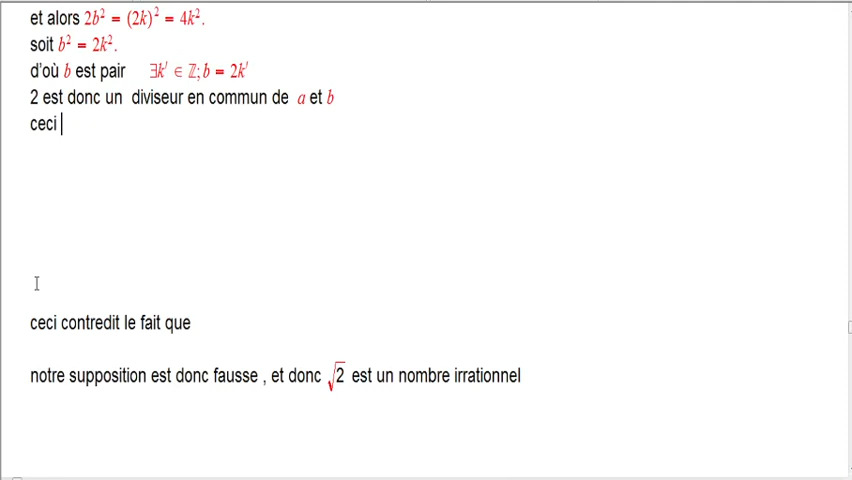 et alors 2b² = (2k)² = 4k².
soit b² = 2k².
d'où b est pair ∃k′ ∈ ℤ; b = 2k′
2 est donc un diviseur en commun de a et b
ceci
ceci contredit le fait que
notre supposition est donc fausse , et donc √2 est un nombre irrationnel